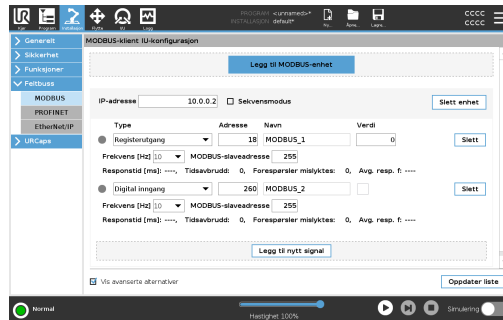 PROGRAM <unnamed>*
INSTALLASJON default*
Kjør
Program
Installasjon
Flytte
IU
Logg
Ny...
Åpne...
Lagre...
CCCC
CCCC
Generelt
Sikkerhet
Funksjoner
Feltbuss
MODBUS
PROFINET
EtherNet/IP
URCaps
MODBUS-klient IU-konfigurasjon
Legg til MODBUS-enhet
IP-adresse 10.0.0.2 Sekvensmodus Slett enhet
Type Adresse Navn Verdi
Registerutgang 18 MODBUS_1 0 Slett
Frekvens [Hz] 10 MODBUS-slaveadresse 255
Responstid [ms]: ----, Tidsavbrudd: 0, Forespørsler mislyktes: 0, Avg. resp. f: ----
Digital inngang 260 MODBUS_2 Slett
Frekvens [Hz] 10 MODBUS-slaveadresse 255
Responstid [ms]: ----, Tidsavbrudd: 0, Forespørsler mislyktes: 0, Avg. resp. f: ----
Legg til nytt signal
Vis avanserte alternativer
Oppdater liste
Normal
Hastighet 100%
Simulering